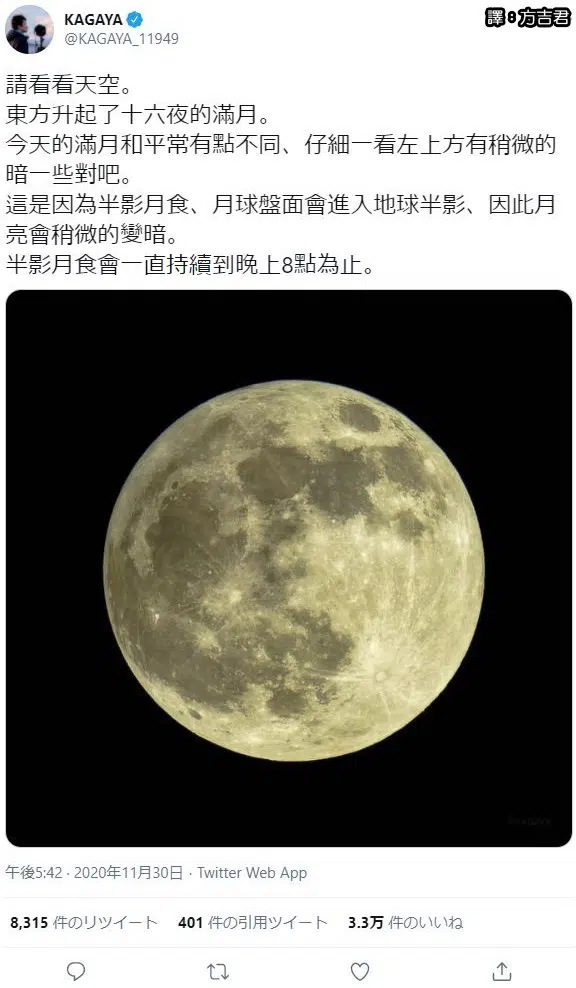 KAGAYA
@KAGAYA_11949
譯:方吉君
請看看天空。
東方升起了十六夜的滿月。
今天的滿月和平常有點不同、仔細一看左上方有稍微的
暗一些對吧。
這是因為半影月食、月球盤面會進入地球半影、因此月
亮會稍微的變暗。
半影月食會一直持續到晚上8點為止。
午後5:42 · 2020年11月30日 · Twitter Web App
8,315 件のリツイート 401 件の引用ツイート 3.3万 件のいいね